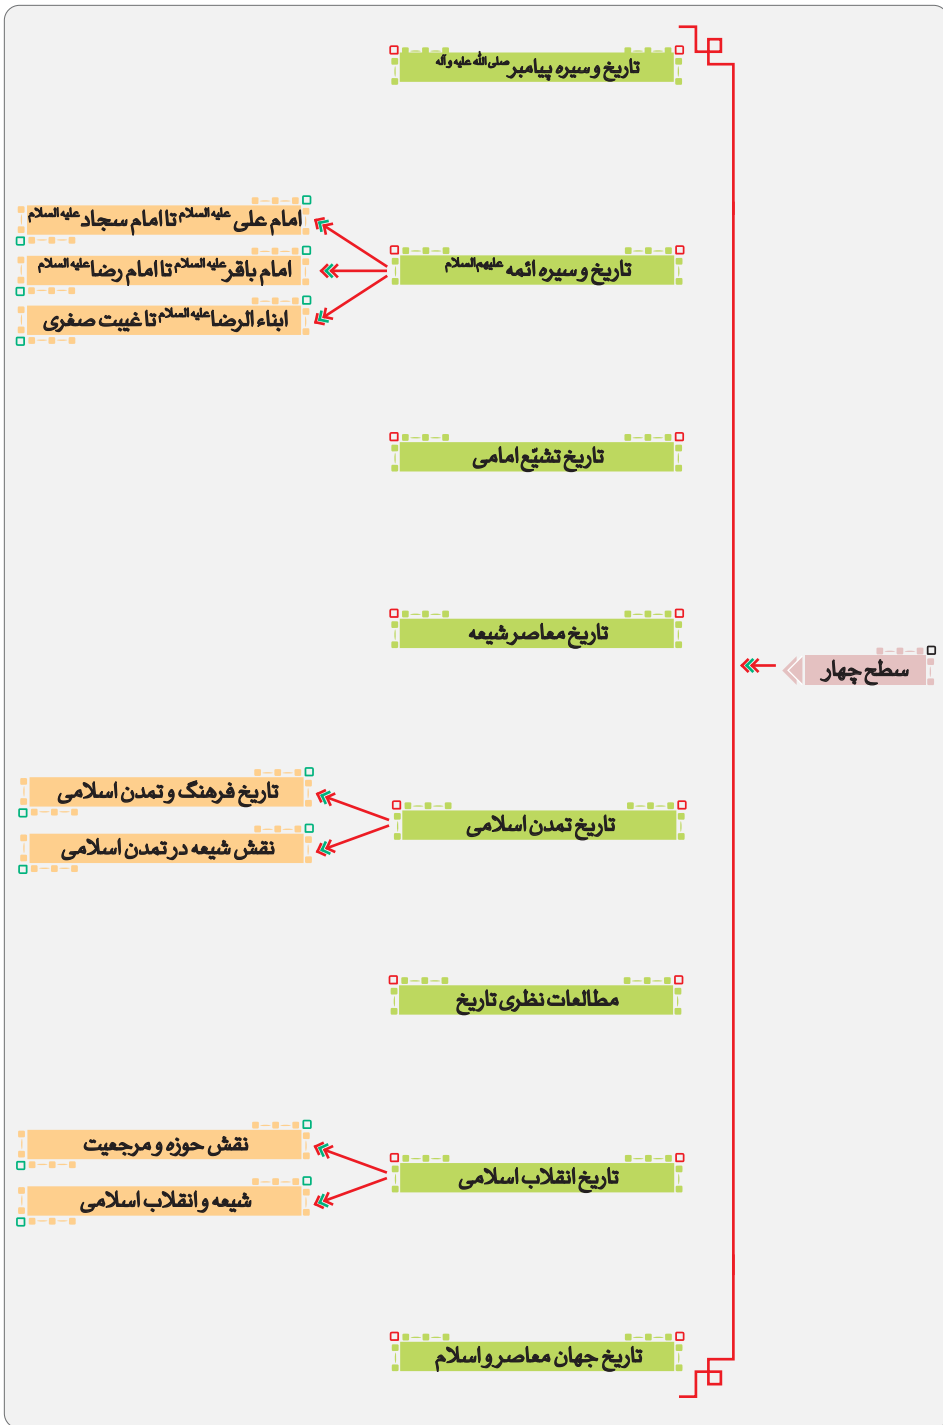 سطح چهار
تاریخ و سیره پیامبر صلی الله علیه و آله
تاریخ و سیره ائمه علیهم السلام
امام علی علیه السلام تا امام سجاد علیه السلام
امام باقر علیه السلام تا امام رضا علیه السلام
ابناء الرضا علیه السلام تا غیبت صغری
تاریخ تشیّع امامی
تاریخ معاصر شیعه
تاریخ تمدن اسلامی
تاریخ فرهنگ و تمدن اسلامی
نقش شیعه در تمدن اسلامی
مطالعات نظری تاریخ
تاریخ انقلاب اسلامی
نقش حوزه و مرجعیت
شیعه و انقلاب اسلامی
تاریخ جهان معاصر و اسلام